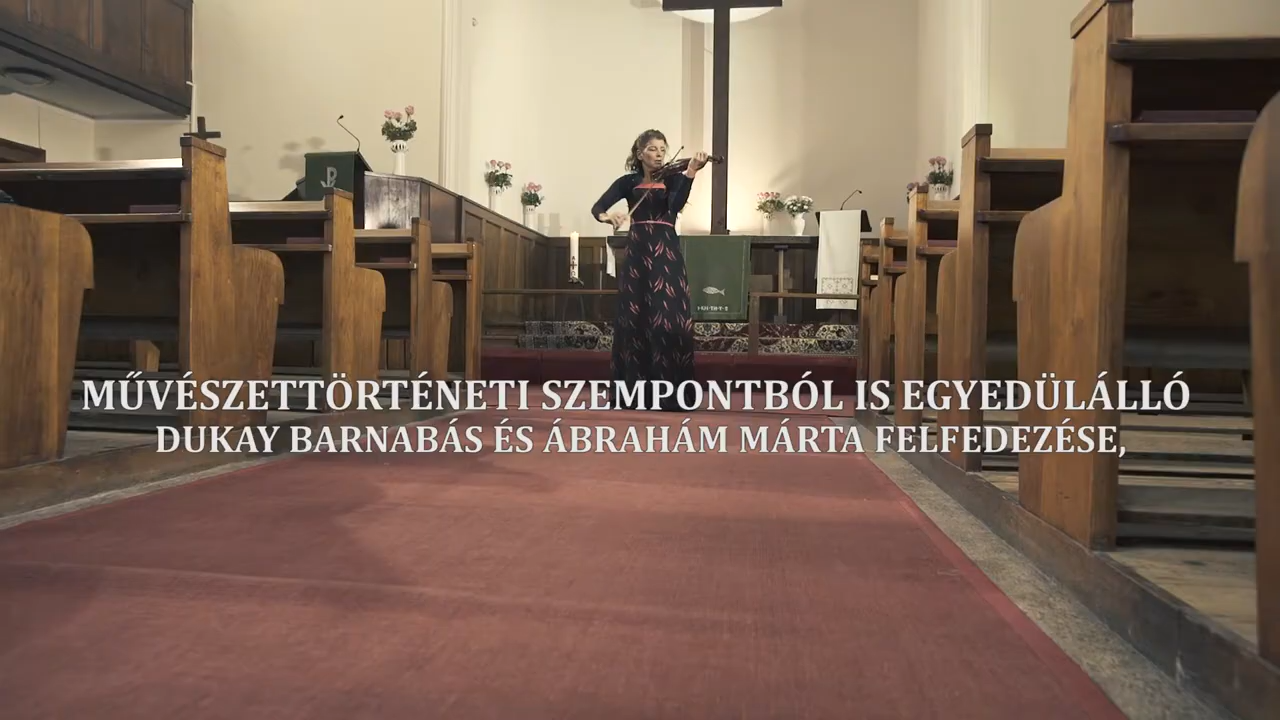 MŰVÉSZETTÖRTÉNETI SZEMPONTBÓL IS EGYEDÜLÁLLÓ
DUKAY BARNABÁS ÉS ÁBRAHÁM MÁRTA FELFEDEZÉSE,